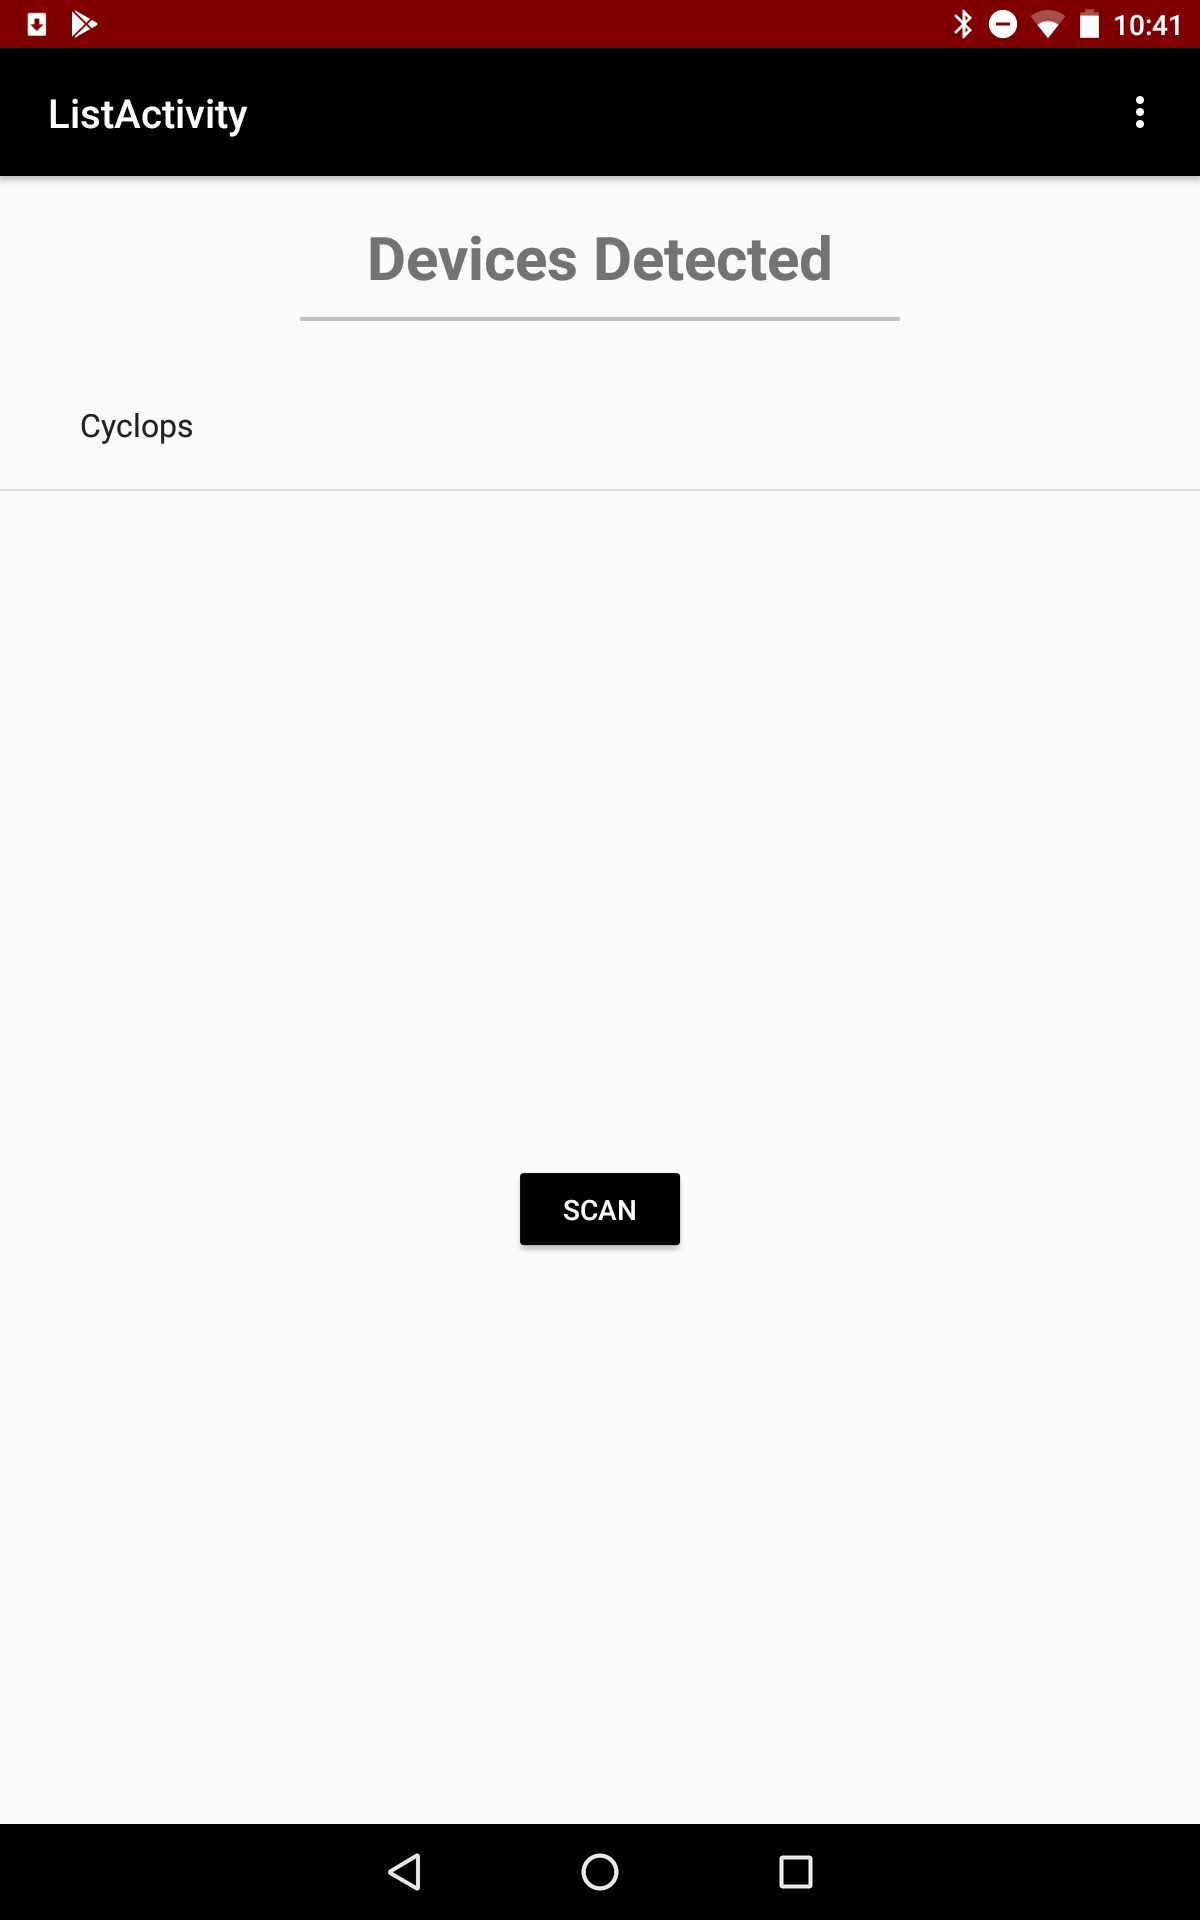 10:41
ListActivity
Devices Detected
Cyclops
SCAN